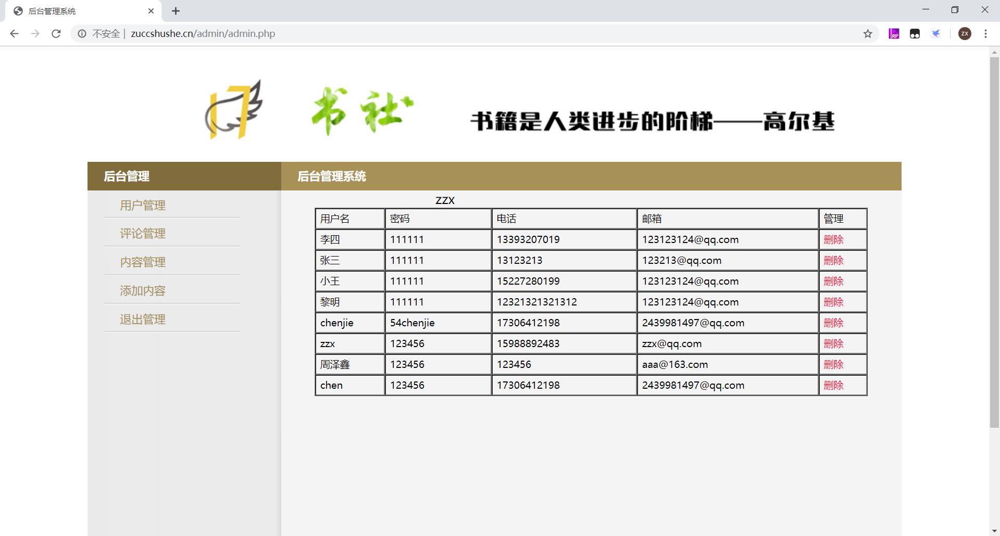 后台管理系统
不安全 | zuccshushe.cn/admin/admin.php
RP
ZX
17 书社 书籍是人类进步的阶梯——高尔基
后台管理
用户管理
评论管理
内容管理
添加内容
退出管理
后台管理系统
zzx
用户名 密码 电话 邮箱 管理
李四 111111 13393207019 123123124@qq.com 删除
张三 111111 13123213 123213@qq.com 删除
小王 111111 15227280199 123123124@qq.com 删除
黎明 111111 12321321321312 123123124@qq.com 删除
chenjie 54chenjie 17306412198 2439981497@qq.com 删除
zzx 123456 15988892483 zzx@qq.com 删除
周泽鑫 123456 123456 aaa@163.com 删除
chen 123456 17306412198 2439981497@qq.com 删除